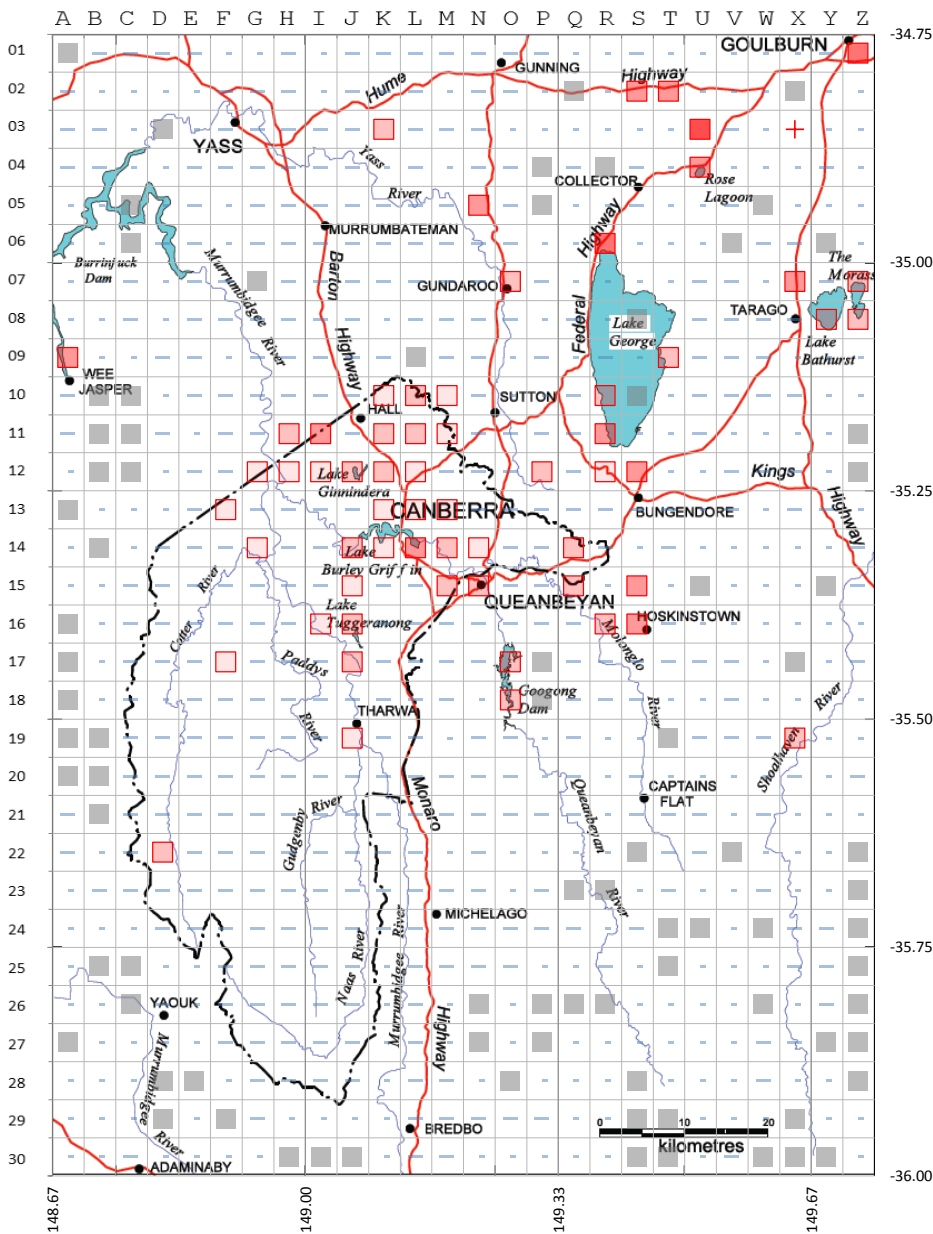 A B C D E F G H I J K L M N O P Q R S T U V W X Y Z
-34.75
01
GOULBURN
GUNNING
Highway
Hume
02
03
YASS
Yass
04
COLLECTOR
Rose
Lagoon
River
05
MURRUMBATEMAN
Highway
06
Burrinjuck
Dam
Murrumbidgee
River
Barton
Highway
-35.00
The
Morass
07
GUNDAROO
Federal
TARAGO
08
Lake
George
Lake
Bathurst
09
WEE
JASPER
10
SUTTON
HALL
11
12
Lake
Ginnindera
Kings
Highway
-35.25
13
CANBERRA
BUNGENDORE
14
Lake
Burley Griffin
15
River
Cotter
QUEANBEYAN
Lake
Tuggeranong
16
HOSKINSTOWN
Molonglo
River
17
Paddys
River
18
Googong
Dam
THARWA
-35.50
River
Shoalhaven
19
20
CAPTAINS
FLAT
Monaro
Queanbeyan
River
21
River
Gudgenby
22
23
MICHELAGO
24
River
Naas
River
Murrumbidgee
-35.75
25
26
YAOUK
Highway
27
Murrumbidgee
River
28
29
BREDBO
0 10 20
kilometres
30
ADAMINABY
-36.00
148.67
149.00
149.33
149.67